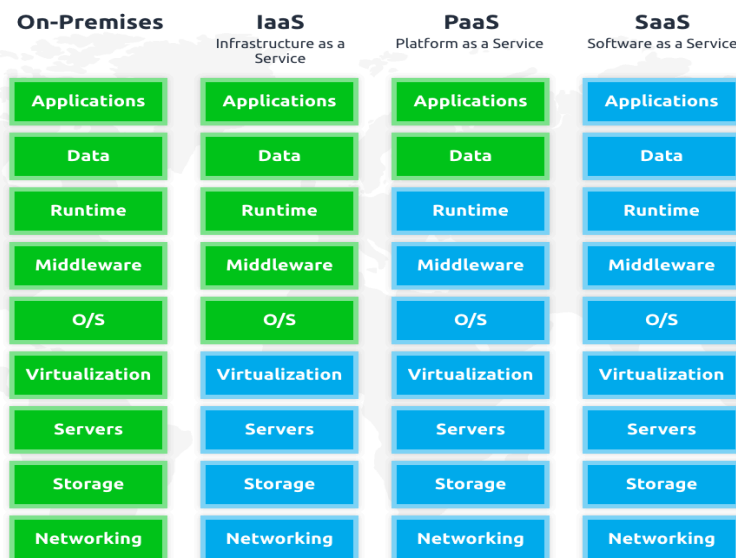 On-Premises IaaS PaaS SaaS
Infrastructure as a Service Platform as a Service Software as a Service
Applications Applications Applications Applications
Data Data Data Data
Runtime Runtime Runtime Runtime
Middleware Middleware Middleware Middleware
O/S O/S O/S O/S
Virtualization Virtualization Virtualization Virtualization
Servers Servers Servers Servers
Storage Storage Storage Storage
Networking Networking Networking Networking